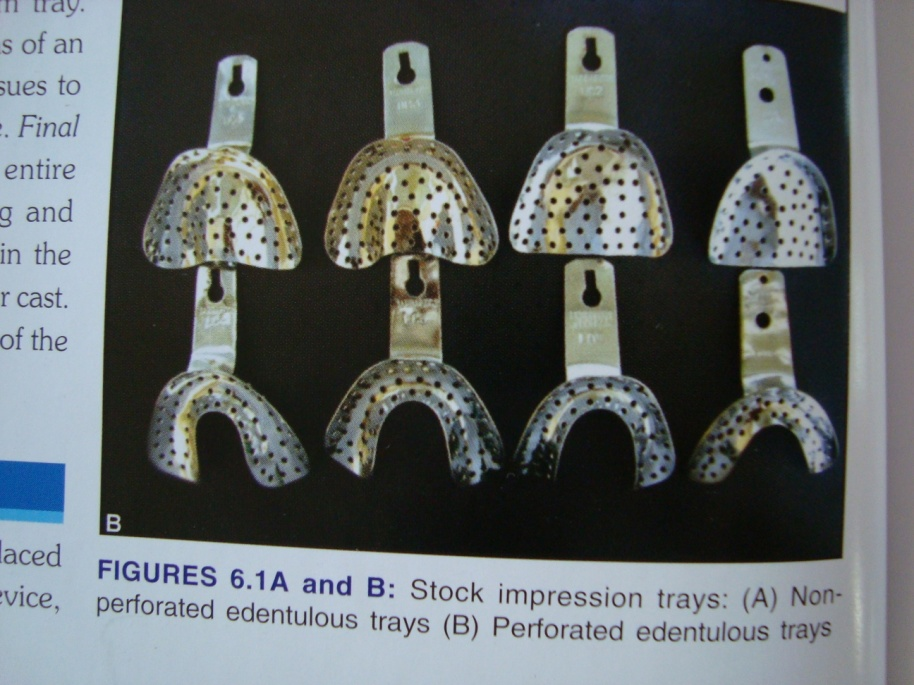 m tray.
s of an
sues to
e. Final
entire
g and
in the
r cast.
of the
laced
evice,
B
FIGURES 6.1A and B: Stock impression trays: (A) Non-
perforated edentulous trays (B) Perforated edentulous trays